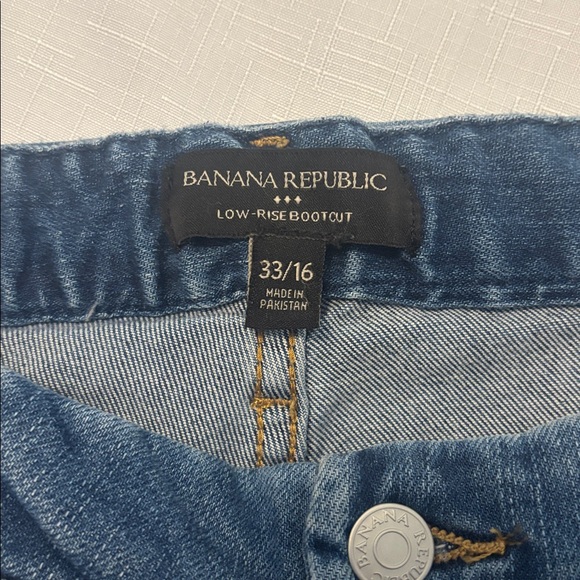 BANANA REPUBLIC
LOW-RISE BOOTCUT
33/16
MADE IN
PAKISTAN
BANANA REPUBLIC